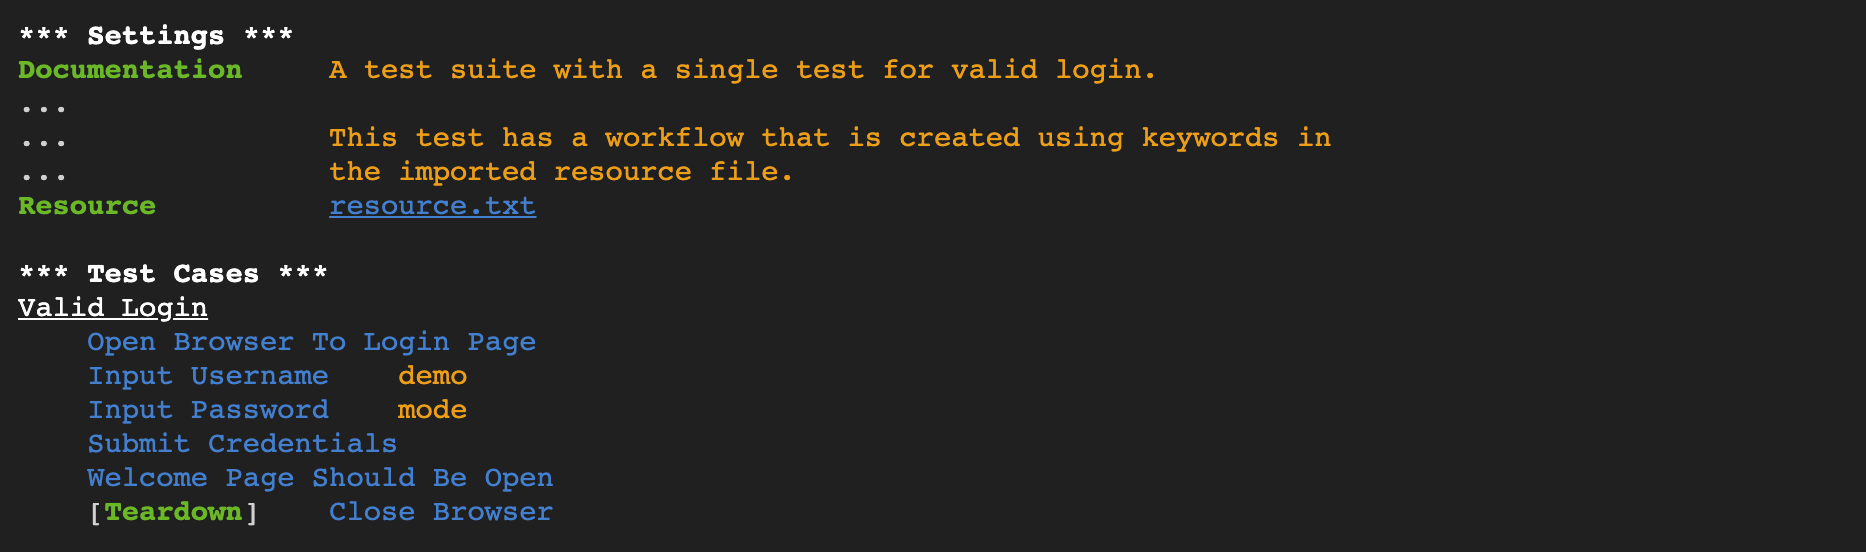 *** Settings ***
Documentation     A test suite with a single test for valid login.
...
...               This test has a workflow that is created using keywords in
...               the imported resource file.
Resource          resource.txt

*** Test Cases ***
Valid Login
    Open Browser To Login Page
    Input Username    demo
    Input Password    mode
    Submit Credentials
    Welcome Page Should Be Open
    [Teardown]    Close Browser